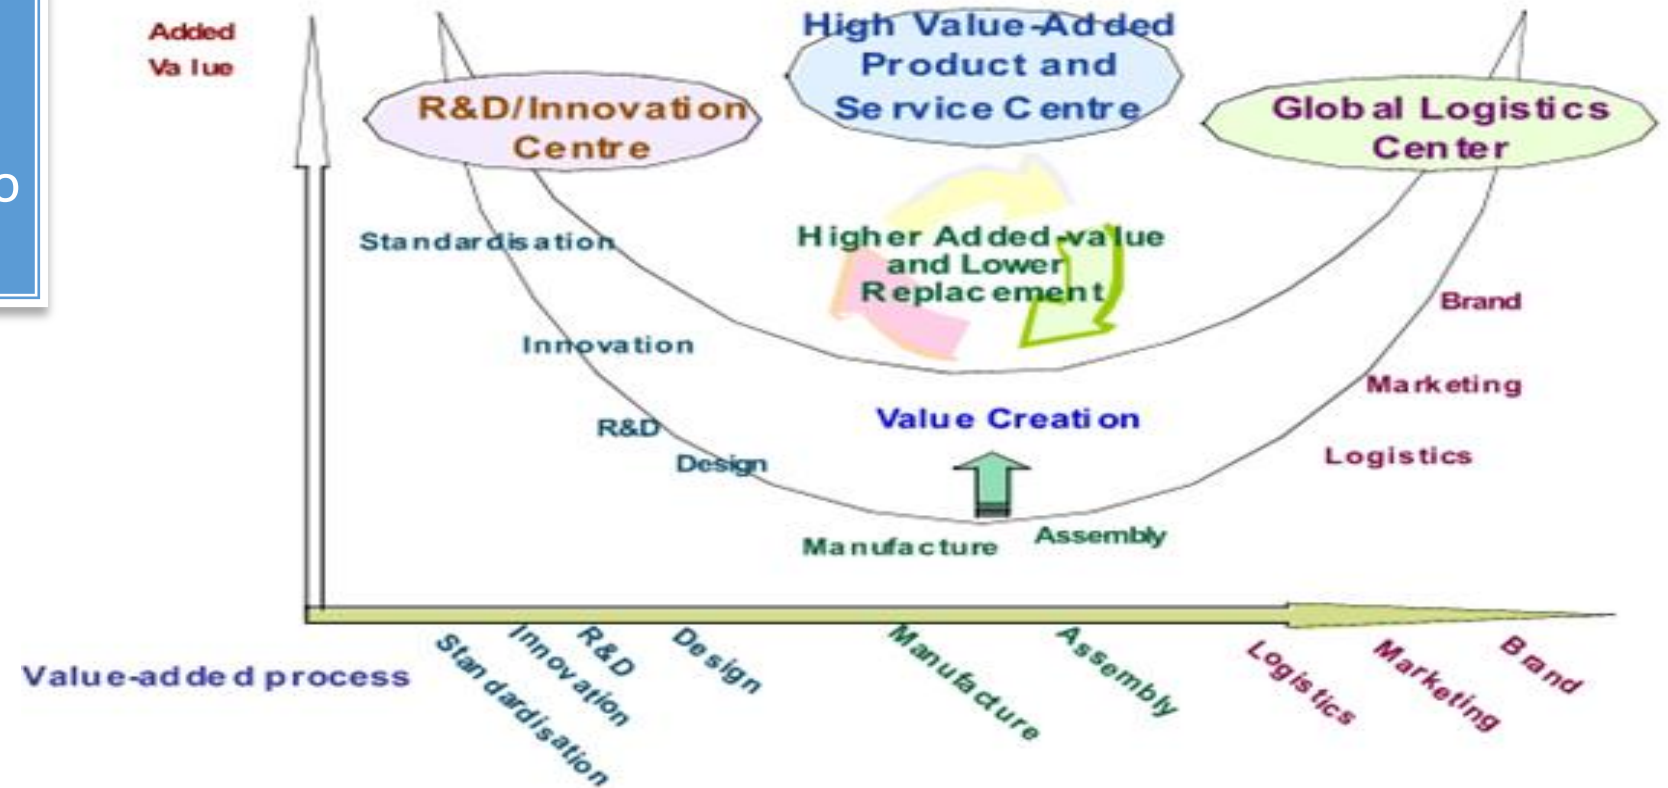 o
Added
Value
High Value-Added
Product and
Service Centre
R&D/Innovation
Centre
Global Logistics
Center
Standardisation
Higher Added-value
and Lower
Replacement
Brand
Innovation
Marketing
Value Creation
R&D
Design
Logistics
Manufacture
Assembly
Value-added process
Standardisation
Innovation
R&D
Design
Manufacture
Assembly
Logistics
Marketing
Brand